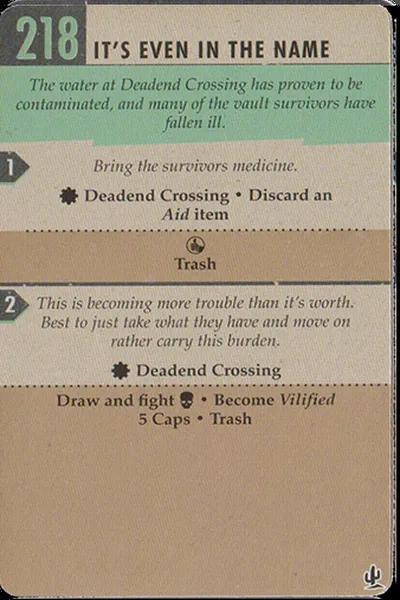 218 IT'S EVEN IN THE NAME
The water at Deadend Crossing has proven to be
contaminated, and many of the vault survivors have
fallen ill.
1
Bring the survivors medicine.
Deadend Crossing • Discard an
Aid item
Trash
2
This is becoming more trouble than it's worth.
Best to just take what they have and move on
rather carry this burden.
Deadend Crossing
Draw and fight • Become Vilified
5 Caps • Trash